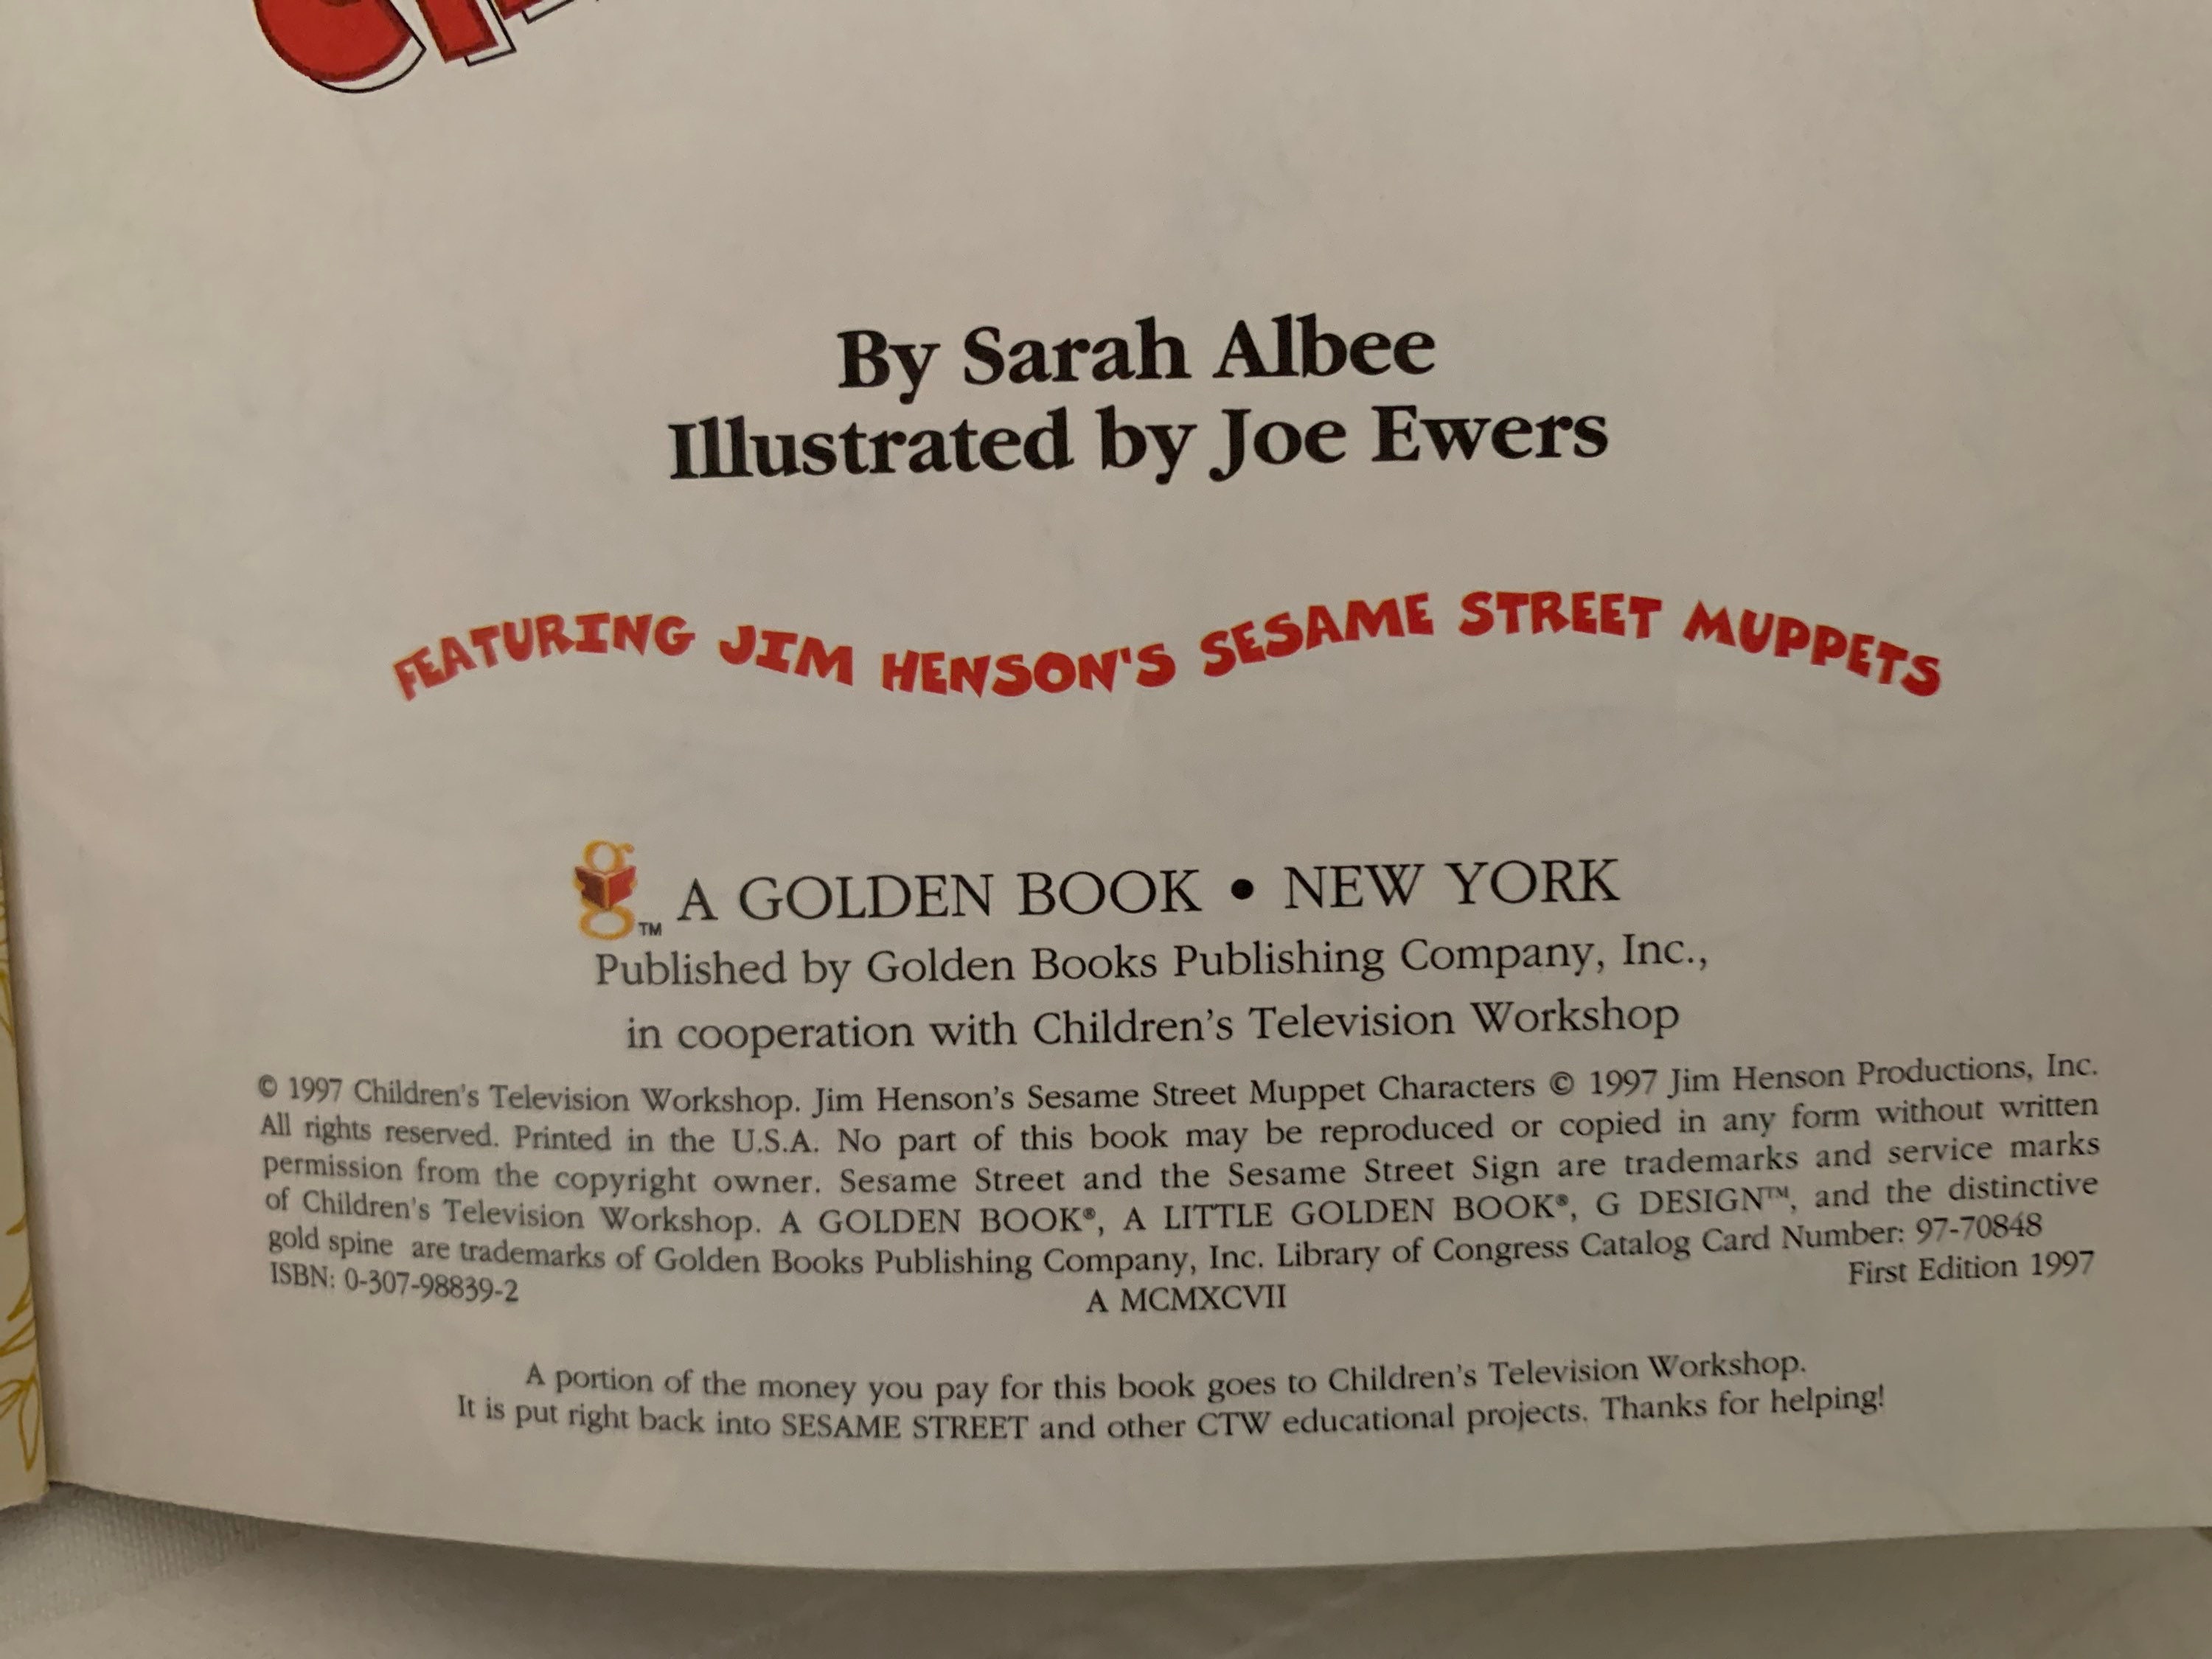 By Sarah Albee
Illustrated by Joe Ewers
FEATURING JIM HENSON'S SESAME STREET MUPPETS
g™ A GOLDEN BOOK • NEW YORK
Published by Golden Books Publishing Company, Inc.,
in cooperation with Children's Television Workshop
© 1997 Children's Television Workshop. Jim Henson's Sesame Street Muppet Characters © 1997 Jim Henson Productions, Inc.
All rights reserved. Printed in the U.S.A. No part of this book may be reproduced or copied in any form without written
permission from the copyright owner. Sesame Street and the Sesame Street Sign are trademarks and service marks
of Children's Television Workshop. A GOLDEN BOOK®, A LITTLE GOLDEN BOOK®, G DESIGN™, and the distinctive
gold spine are trademarks of Golden Books Publishing Company, Inc. Library of Congress Catalog Card Number: 97-70848
ISBN: 0-307-98839-2 A MCMXCVII First Edition 1997
A portion of the money you pay for this book goes to Children's Television Workshop.
It is put right back into SESAME STREET and other CTW educational projects. Thanks for helping!